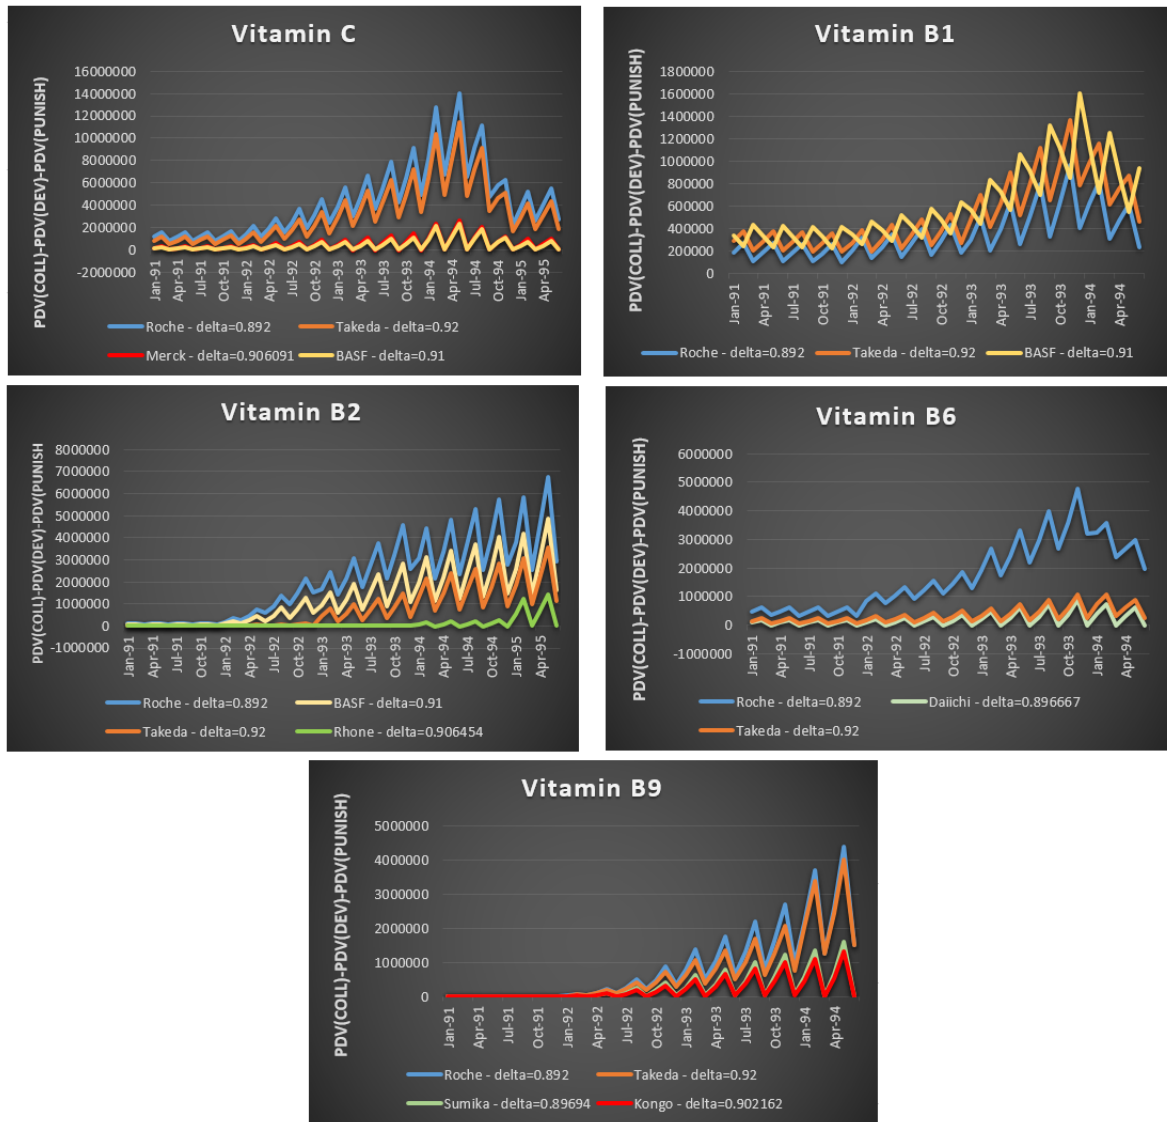 Vitamin C
PDV(COLL)-PDV(DEV)-PDV(PUNISH)
16000000
14000000
12000000
10000000
8000000
6000000
4000000
2000000
0
-2000000
Jan-91 Apr-91 Jul-91 Oct-91 Jan-92 Apr-92 Jul-92 Oct-92 Jan-93 Apr-93 Jul-93 Oct-93 Jan-94 Apr-94 Jul-94 Oct-94 Jan-95 Apr-95
Roche - delta=0.892 Takeda - delta=0.92
Merck - delta=0.906091 BASF - delta=0.91
Vitamin B1
PDV(COLL)-PDV(DEV)-PDV(PUNISH)
1800000
1600000
1400000
1200000
1000000
800000
600000
400000
200000
0
Jan-91 Apr-91 Jul-91 Oct-91 Jan-92 Apr-92 Jul-92 Oct-92 Jan-93 Apr-93 Jul-93 Oct-93 Jan-94 Apr-94
Roche - delta=0.892 Takeda - delta=0.92 BASF - delta=0.91
Vitamin B2
PDV(COLL)-PDV(DEV)-PDV(PUNISH
8000000
7000000
6000000
5000000
4000000
3000000
2000000
1000000
0
-1000000
Jan-91 Apr-91 Jul-91 Oct-91 Jan-92 Apr-92 Jul-92 Oct-92 Jan-93 Apr-93 Jul-93 Oct-93 Jan-94 Apr-94 Jul-94 Oct-94 Jan-95 Apr-95
Roche - delta=0.892 BASF - delta=0.91
Takeda - delta=0.92 Rhone - delta=0.906454
Vitamin B6
PDV(COLL)-PDV(DEV)-PDV(PUNISH)
6000000
5000000
4000000
3000000
2000000
1000000
0
-1000000
Jan-91 Apr-91 Jul-91 Oct-91 Jan-92 Apr-92 Jul-92 Oct-92 Jan-93 Apr-93 Jul-93 Oct-93 Jan-94 Apr-94
Roche - delta=0.892 Daiichi - delta=0.896667
Takeda - delta=0.92
Vitamin B9
PDV(COLL)-PDV(DEV)-PDV(PUNISH)
5000000
4000000
3000000
2000000
1000000
0
Jan-91 Apr-91 Jul-91 Oct-91 Jan-92 Apr-92 Jul-92 Oct-92 Jan-93 Apr-93 Jul-93 Oct-93 Jan-94 Apr-94
Roche - delta=0.892 Takeda - delta=0.92
Sumika - delta=0.89694 Kongo - delta=0.902162